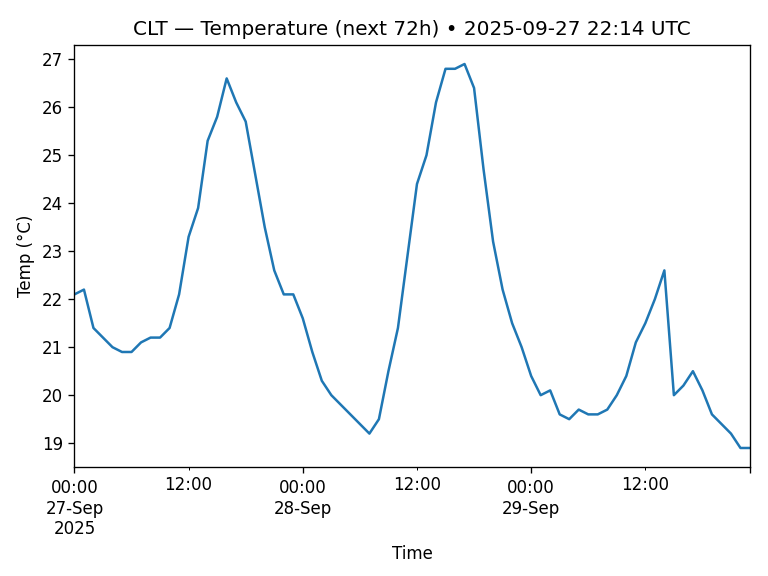 CLT — Temperature (next 72h) • 2025-09-27 22:14 UTC
27
26
25
24
23
22
21
20
19
Temp (°C)
00:00 12:00 00:00 12:00 00:00 12:00
27-Sep 28-Sep 29-Sep
2025
Time